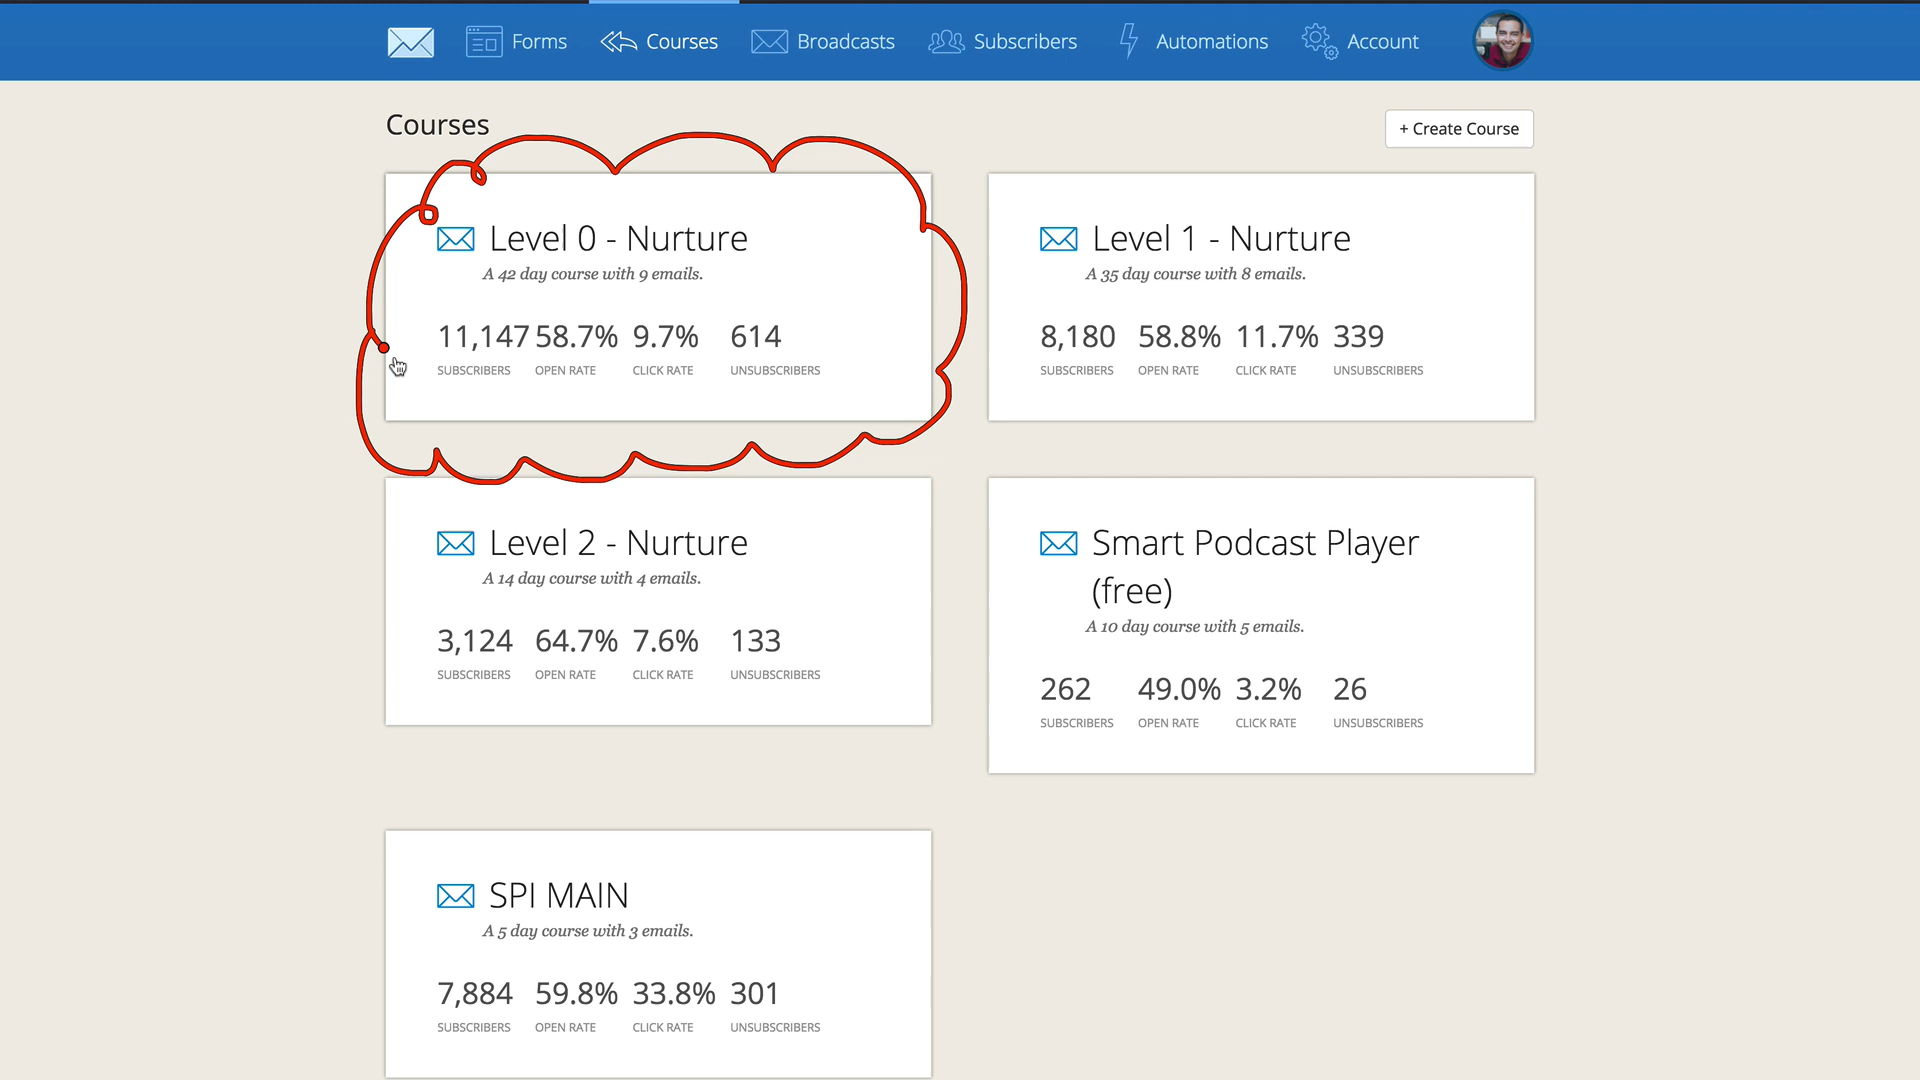 Forms Courses Broadcasts Subscribers Automations Account
Courses
+ Create Course
Level 0 - Nurture
A 42 day course with 9 emails.
11,147 58.7% 9.7% 614
SUBSCRIBERS OPEN RATE CLICK RATE UNSUBSCRIBERS
Level 1 - Nurture
A 35 day course with 8 emails.
8,180 58.8% 11.7% 339
SUBSCRIBERS OPEN RATE CLICK RATE UNSUBSCRIBERS
Level 2 - Nurture
A 14 day course with 4 emails.
3,124 64.7% 7.6% 133
SUBSCRIBERS OPEN RATE CLICK RATE UNSUBSCRIBERS
Smart Podcast Player
(free)
A 10 day course with 5 emails.
262 49.0% 3.2% 26
SUBSCRIBERS OPEN RATE CLICK RATE UNSUBSCRIBERS
SPI MAIN
A 5 day course with 3 emails.
7,884 59.8% 33.8% 301
SUBSCRIBERS OPEN RATE CLICK RATE UNSUBSCRIBERS